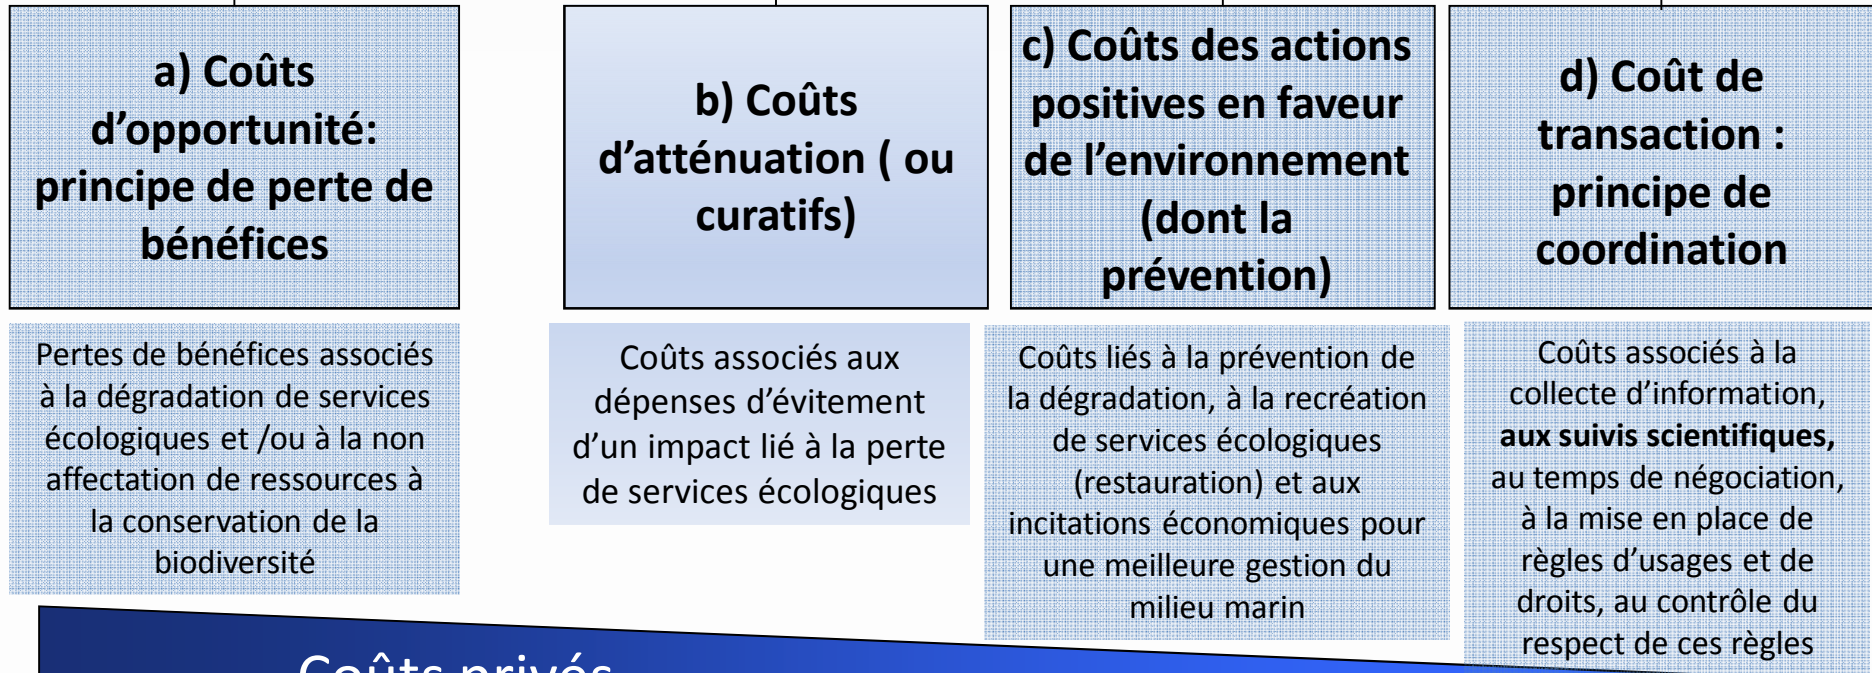 a) Coûts
d’opportunité:
principe de perte de
bénéfices
b) Coûts
d’atténuation ( ou
curatifs)
c) Coûts des actions
positives en faveur
de l’environnement
(dont la
prévention)
d) Coût de
transaction :
principe de
coordination
Pertes de bénéfices associés
à la dégradation de services
écologiques et /ou à la non
affectation de ressources à
la conservation de la
biodiversité
Coûts associés aux
dépenses d’évitement
d’un impact lié à la perte
de services écologiques
Coûts liés à la prévention de
la dégradation, à la recréation
de services écologiques
(restauration) et aux
incitations économiques pour
une meilleure gestion du
milieu marin
Coûts associés à la
collecte d’information,
aux suivis scientifiques,
au temps de négociation,
à la mise en place de
règles d’usages et de
droits, au contrôle du
respect de ces règles
Coûts privés